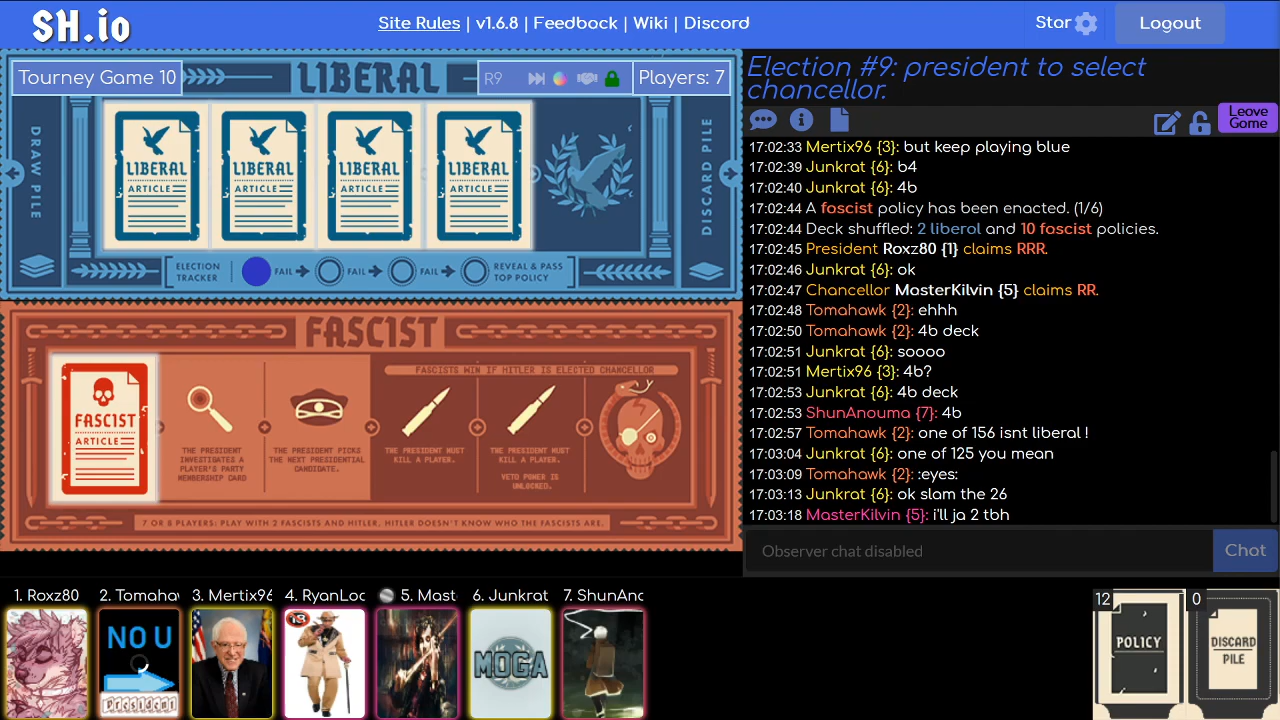 SH.io
Site Rules | v1.6.8 | Feedback | Wiki | Discord
Star
Logout
Tourney Game 10
LIBERAL
R9
Players: 7
DRAW PILE
LIBERAL
ARTICLE
LIBERAL
ARTICLE
LIBERAL
ARTICLE
LIBERAL
ARTICLE
DISCARD PILE
ELECTION TRACKER
FAIL
FAIL
FAIL
REVEAL & PASS
TOP POLICY
FASCIST
FASCISTS WIN IF HITLER IS ELECTED CHANCELLOR
FASCIST
ARTICLE
THE PRESIDENT
INVESTIGATES A
PLAYER'S PARTY
MEMBERSHIP CARD
THE PRESIDENT PICKS
THE NEXT PRESIDENTIAL
CANDIDATE.
THE PRESIDENT MUST
KILL A PLAYER.
THE PRESIDENT MUST
KILL A PLAYER.
VETO POWER IS
UNLOCKED.
7 OR 8 PLAYERS: PLAY WITH 2 FASCISTS AND HITLER. HITLER DOESN'T KNOW WHO THE FASCISTS ARE.
Election #9: president to select
chancellor.
Leave
Game
17:02:33 Mertix96 {3}: but keep playing blue
17:02:39 Junkrat {6}: b4
17:02:40 Junkrat {6}: 4b
17:02:44 A foscist policy has been enacted. (1/6)
17:02:44 Deck shuffled: 2 liberol and 10 foscist policies.
17:02:45 President Roxz80 {1} claims RRR.
17:02:46 Junkrat {6}: ok
17:02:47 Chancellor MasterKilvin {5} claims RR.
17:02:48 Tomahawk {2}: ehhh
17:02:50 Tomahawk {2}: 4b deck
17:02:51 Junkrat {6}: soooo
17:02:51 Mertix96 {3}: 4b?
17:02:53 Junkrat {6}: 4b deck
17:02:53 ShunAnouma {7}: 4b
17:02:57 Tomahawk {2}: one of 156 isnt liberal !
17:03:04 Junkrat {6}: one of 125 you mean
17:03:09 Tomahawk {2}: :eyes:
17:03:13 Junkrat {6}: ok slam the 26
17:03:18 MasterKilvin {5}: i'll ja 2 tbh
Observer chat disabled
Chat
1. Roxz80
2. Tomahav
3. Mertix96
4. RyanLoc
5. Mast
6. Junkrat
7. ShunAnc
NO U
President
i3
MOGA
12
POLICY
0
DISCARD
PILE